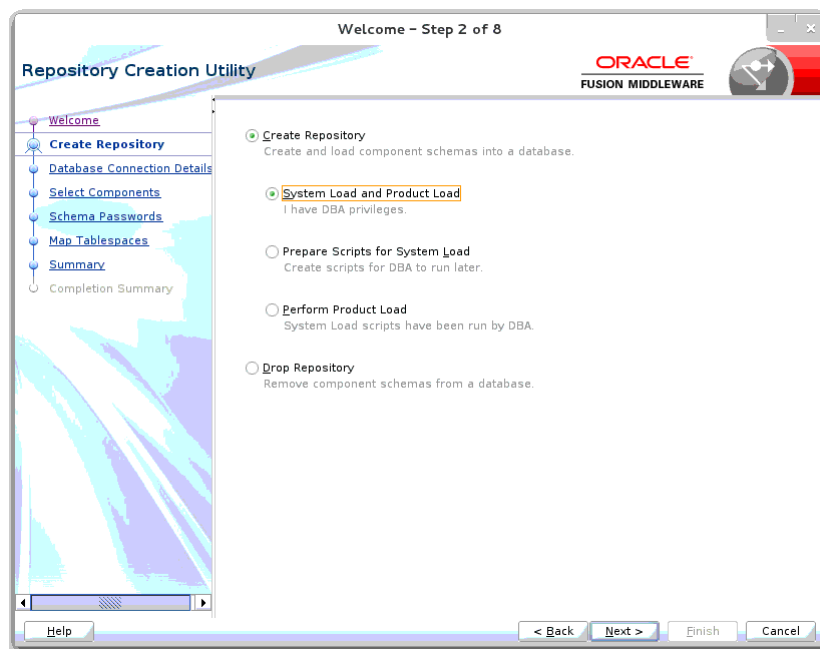 Welcome – Step 2 of 8
Repository Creation Utility
ORACLE
FUSION MIDDLEWARE
Welcome
Create Repository
Database Connection Details
Select Components
Schema Passwords
Map Tablespaces
Summary
Completion Summary
Create Repository
Create and load component schemas into a database.
System Load and Product Load
I have DBA privileges.
Prepare Scripts for System Load
Create scripts for DBA to run later.
Perform Product Load
System Load scripts have been run by DBA.
Drop Repository
Remove component schemas from a database.
Help
< Back
Next >
Finish
Cancel